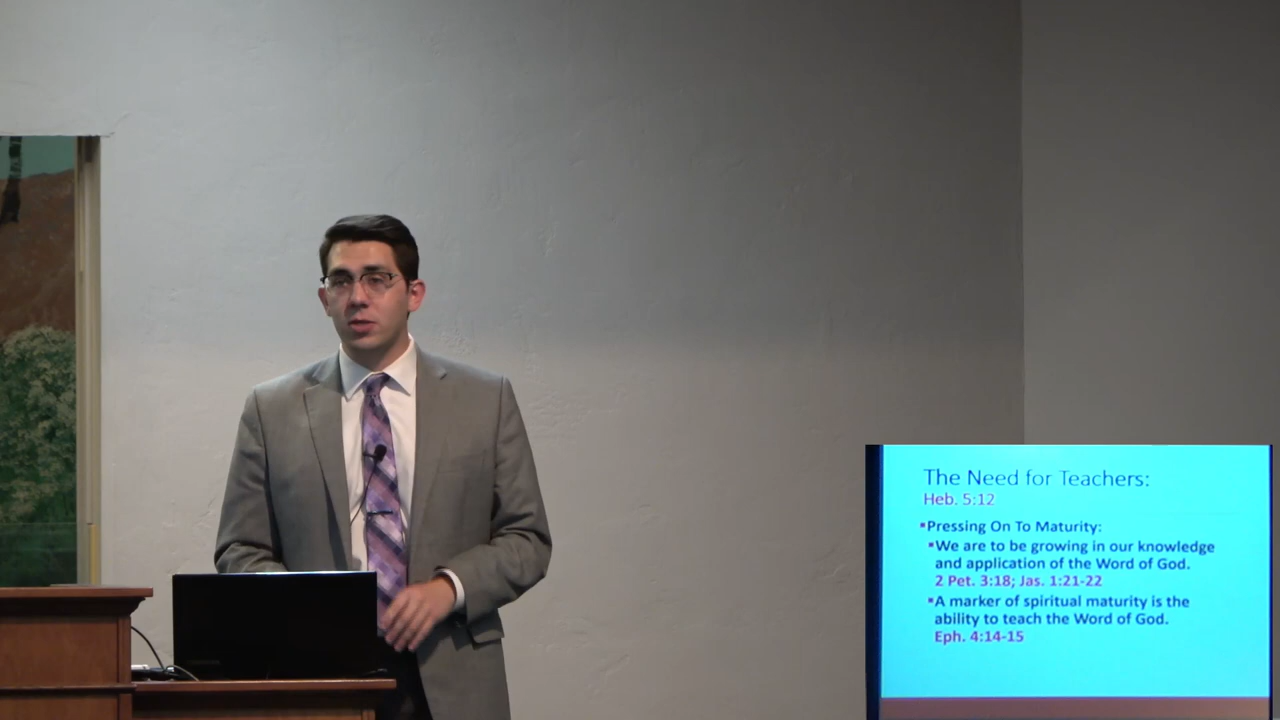 The Need for Teachers:
Heb. 5:12
▪Pressing On To Maturity:
▪We are to be growing in our knowledge
and application of the Word of God.
2 Pet. 3:18; Jas. 1:21-22
▪A marker of spiritual maturity is the
ability to teach the Word of God.
Eph. 4:14-15